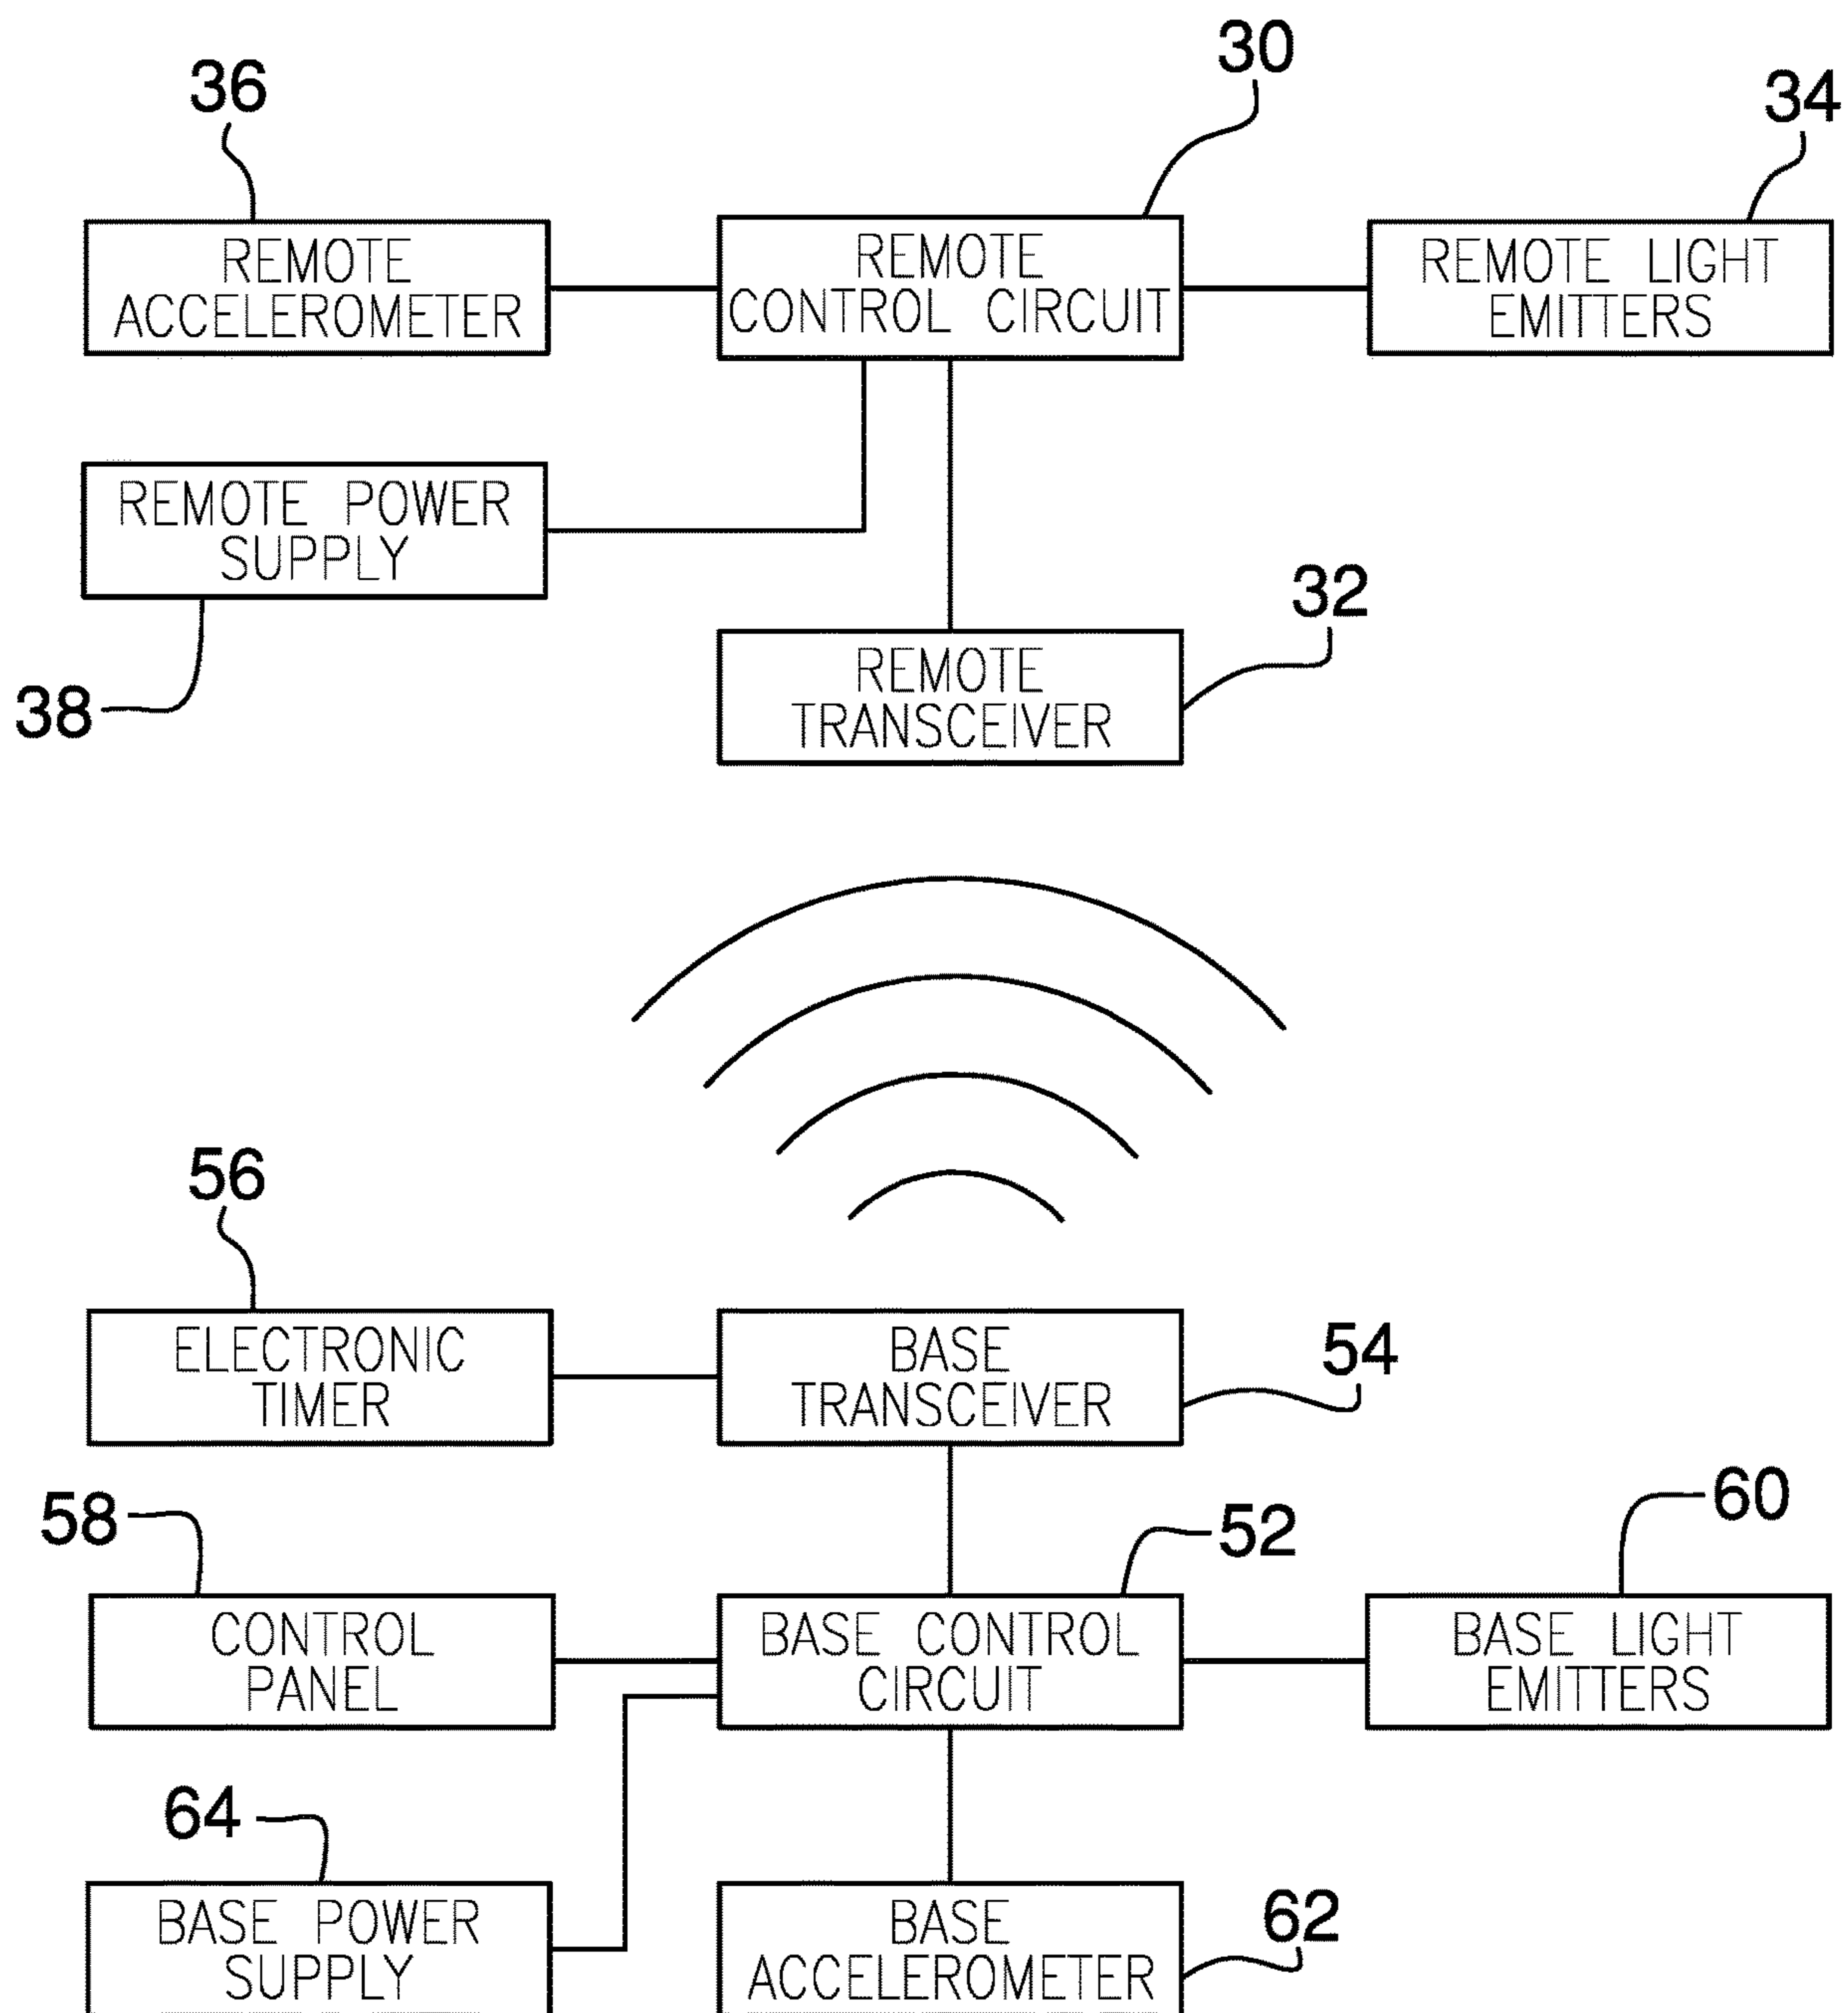 30
36
34
REMOTE
ACCELEROMETER
REMOTE
CONTROL CIRCUIT
REMOTE LIGHT
EMITTERS
REMOTE POWER
SUPPLY
38
32
REMOTE
TRANSCEIVER
56
ELECTRONIC
TIMER
BASE
TRANSCEIVER
54
58
52
60
CONTROL
PANEL
BASE CONTROL
CIRCUIT
BASE LIGHT
EMITTERS
64
BASE POWER
SUPPLY
BASE
ACCELEROMETER
62